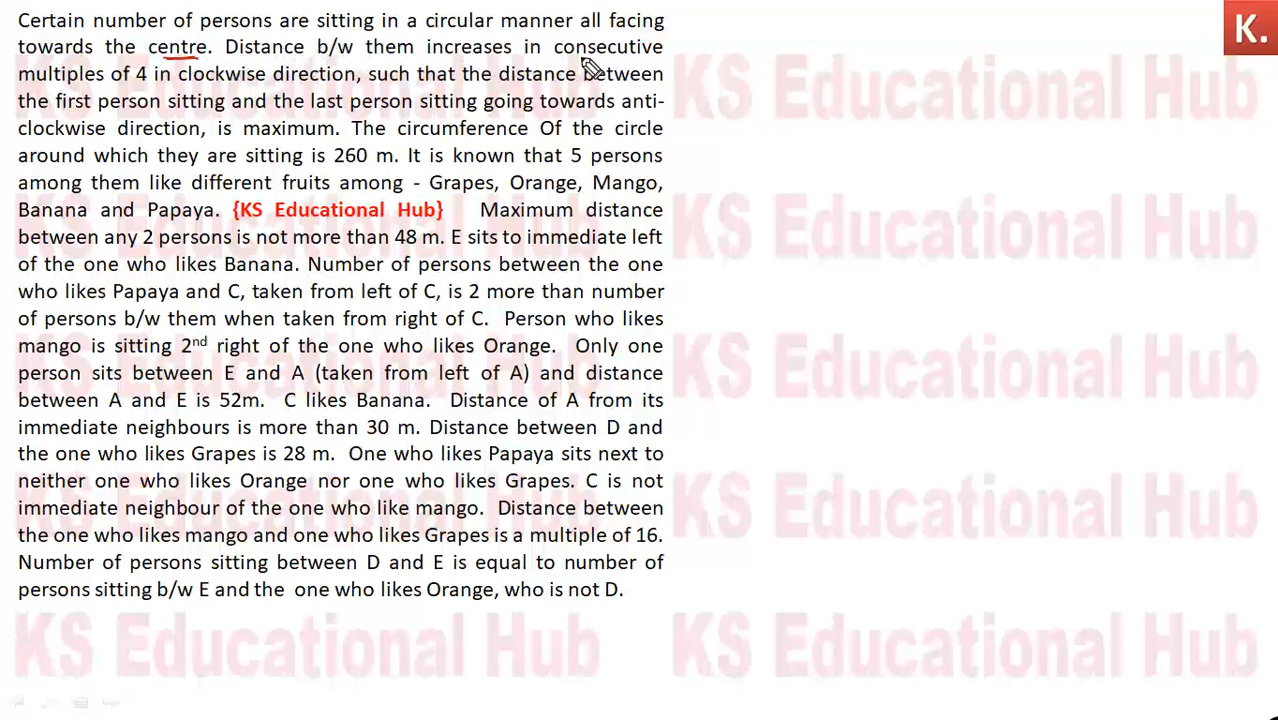 Certain number of persons are sitting in a circular manner all facing
towards the centre. Distance b/w them increases in consecutive
multiples of 4 in clockwise direction, such that the distance between
the first person sitting and the last person sitting going towards anti-
clockwise direction, is maximum. The circumference Of the circle
around which they are sitting is 260 m. It is known that 5 persons
among them like different fruits among - Grapes, Orange, Mango,
Banana and Papaya. {KS Educational Hub} Maximum distance
between any 2 persons is not more than 48 m. E sits to immediate left
of the one who likes Banana. Number of persons between the one
who likes Papaya and C, taken from left of C, is 2 more than number
of persons b/w them when taken from right of C. Person who likes
mango is sitting 2nd right of the one who likes Orange. Only one
person sits between E and A (taken from left of A) and distance
between A and E is 52m. C likes Banana. Distance of A from its
immediate neighbours is more than 30 m. Distance between D and
the one who likes Grapes is 28 m. One who likes Papaya sits next to
neither one who likes Orange nor one who likes Grapes. C is not
immediate neighbour of the one who like mango. Distance between
the one who likes mango and one who likes Grapes is a multiple of 16.
Number of persons sitting between D and E is equal to number of
persons sitting b/w E and the one who likes Orange, who is not D.
K.
KS Educational Hub KS Educational Hub
KS Educational Hub KS Educational Hub
KS Educational Hub KS Educational Hub
KS Educational Hub KS Educational Hub
KS Educational Hub KS Educational Hub